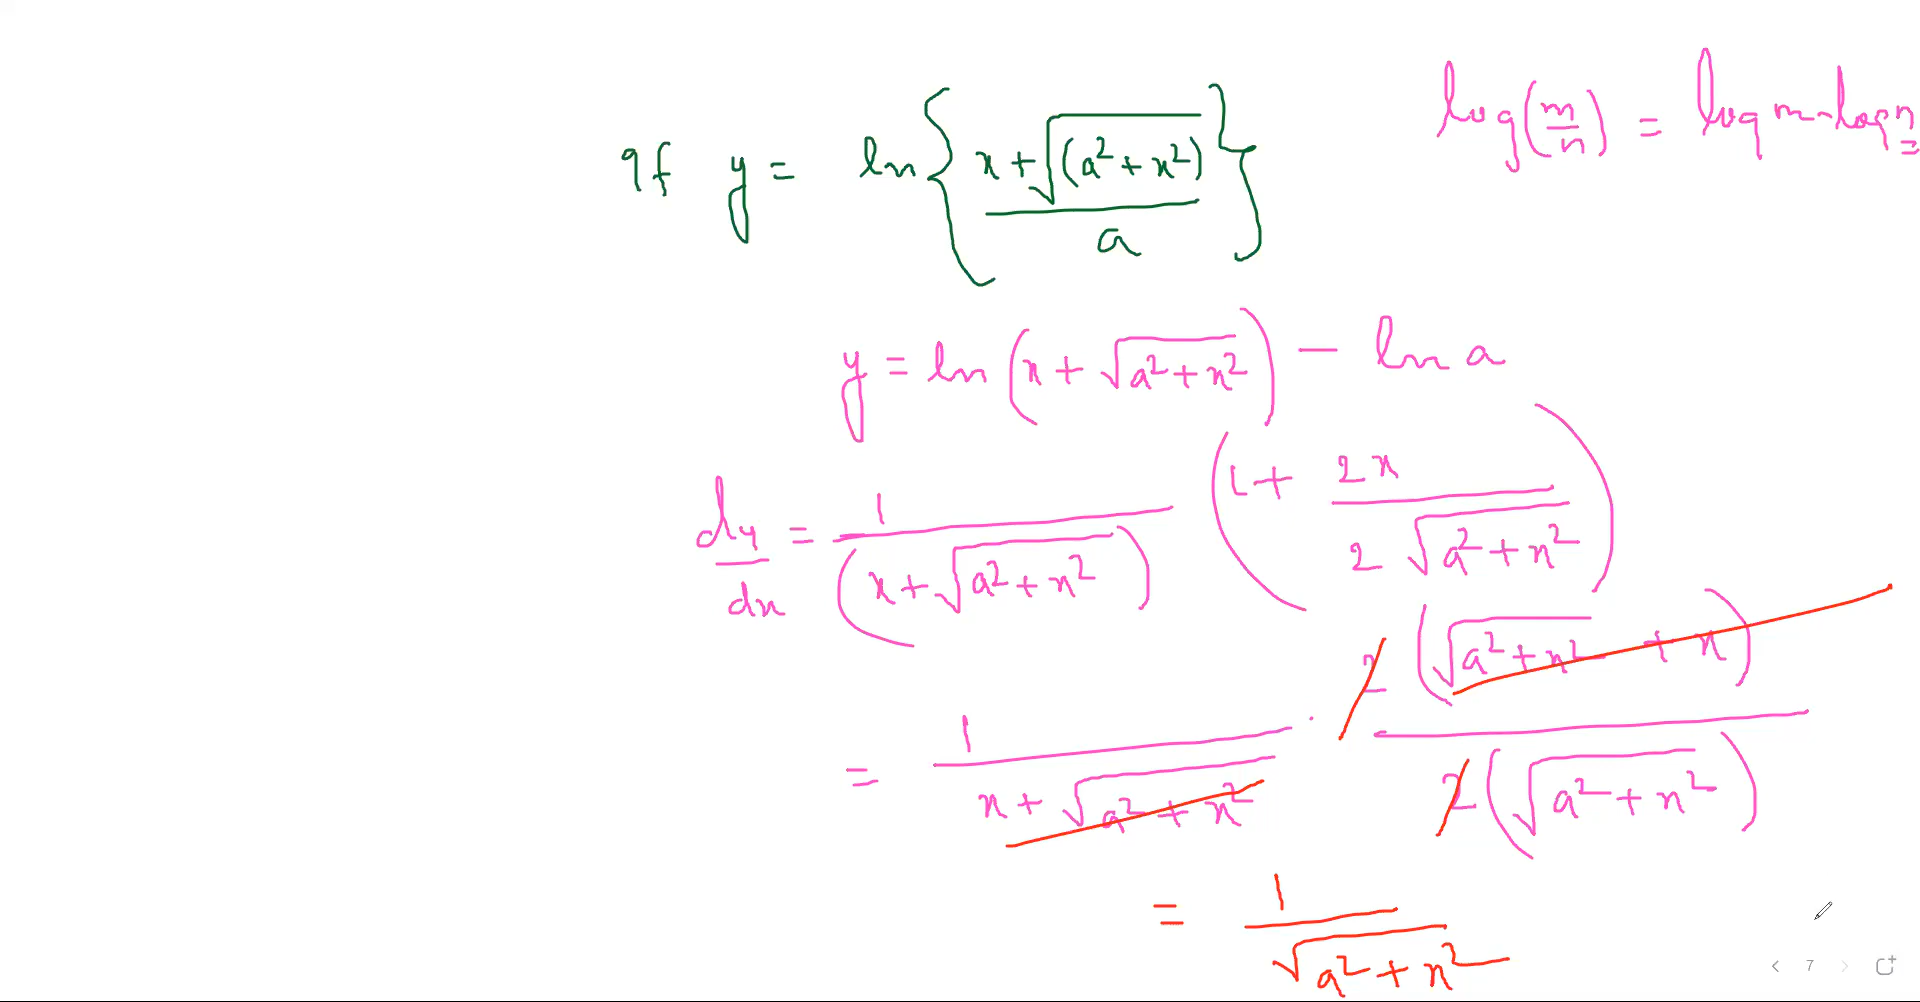 log(m/n) = log m - log n
If y = ln{(x+√(a²+x²))/a}
y = ln(x + √(a²+x²)) - ln a
dy/dx = 1/(x+√(a²+x²)) (1 + 2x/(2√(a²+x²)))
= 1/(x+√(a²+x²)) · 2(√(a²+x²) + x)/(2(√(a²+x²)))
= 1/√(a²+x²)
7